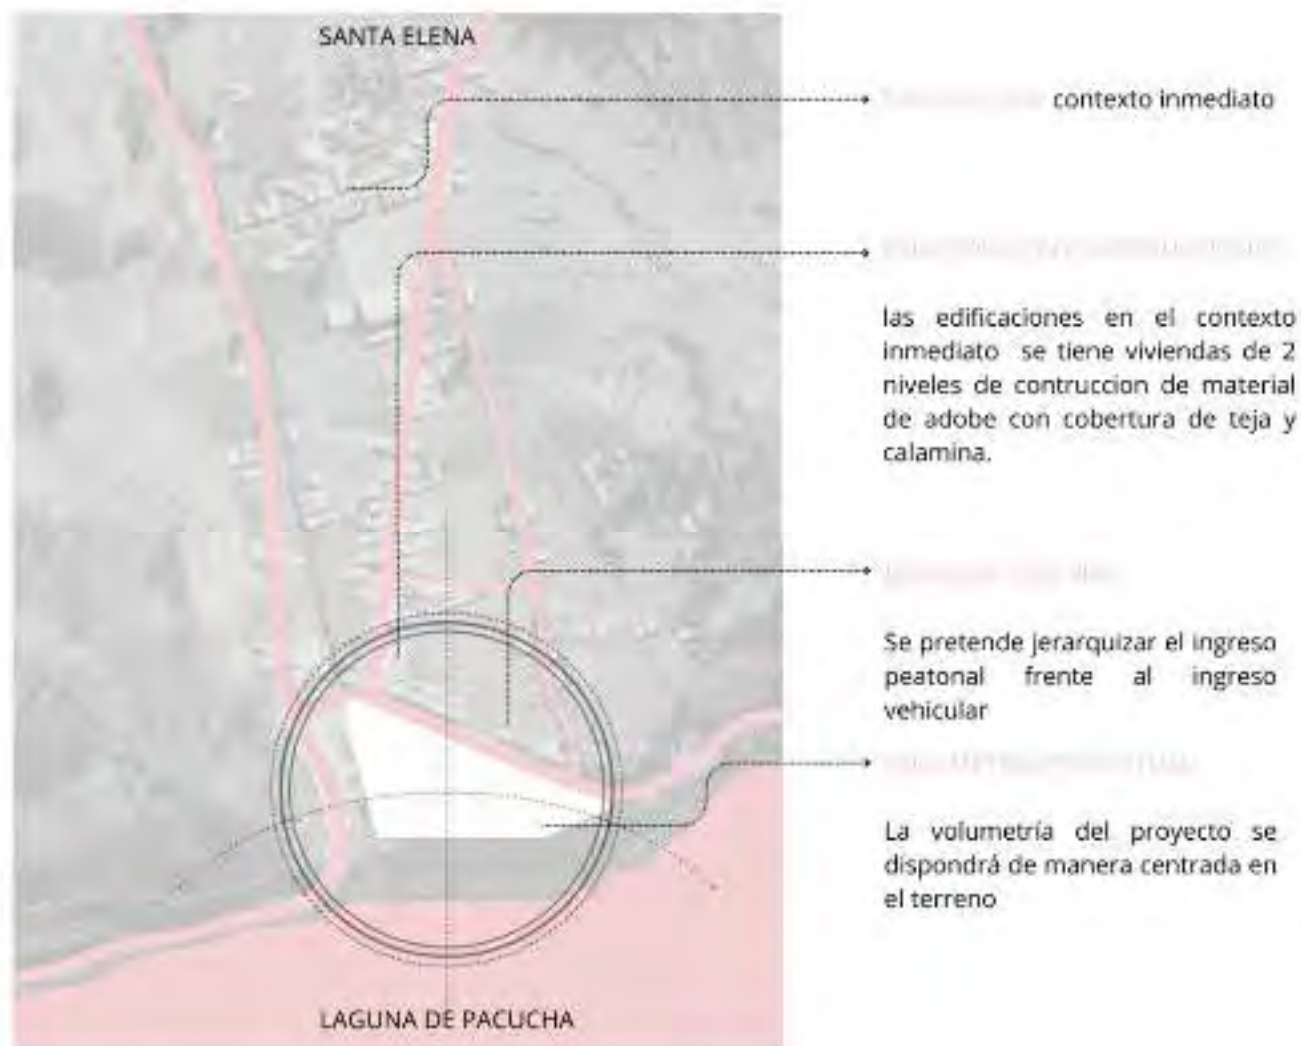 SANTA ELENA
contexto inmediato
las edificaciones en el contexto
inmediato se tiene viviendas de 2
niveles de contruccion de material
de adobe con cobertura de teja y
calamina.
Se pretende jerarquizar el ingreso
peatonal frente al ingreso
vehicular
La volumetría del proyecto se
dispondrá de manera centrada en
el terreno
LAGUNA DE PACUCHA